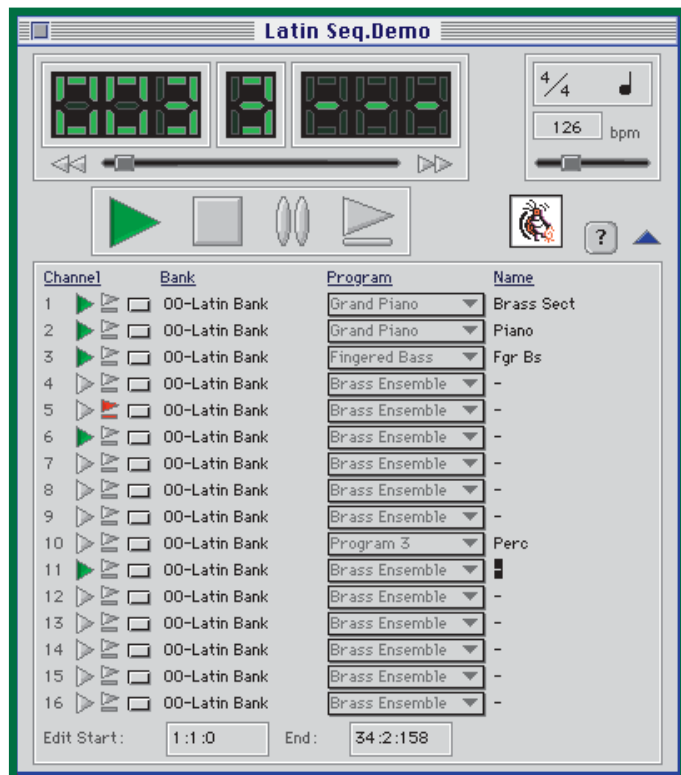 Latin Seq.Demo
003 3 ---
4/4
126 bpm
?
Channel Bank Program Name
1 00-Latin Bank Grand Piano Brass Sect
2 00-Latin Bank Grand Piano Piano
3 00-Latin Bank Fingered Bass Fgr Bs
4 00-Latin Bank Brass Ensemble -
5 00-Latin Bank Brass Ensemble -
6 00-Latin Bank Brass Ensemble -
7 00-Latin Bank Brass Ensemble -
8 00-Latin Bank Brass Ensemble -
9 00-Latin Bank Brass Ensemble -
10 00-Latin Bank Program 3 Perc
11 00-Latin Bank Brass Ensemble -
12 00-Latin Bank Brass Ensemble -
13 00-Latin Bank Brass Ensemble -
14 00-Latin Bank Brass Ensemble -
15 00-Latin Bank Brass Ensemble -
16 00-Latin Bank Brass Ensemble -
Edit Start: 1:1:0 End: 34:2:158